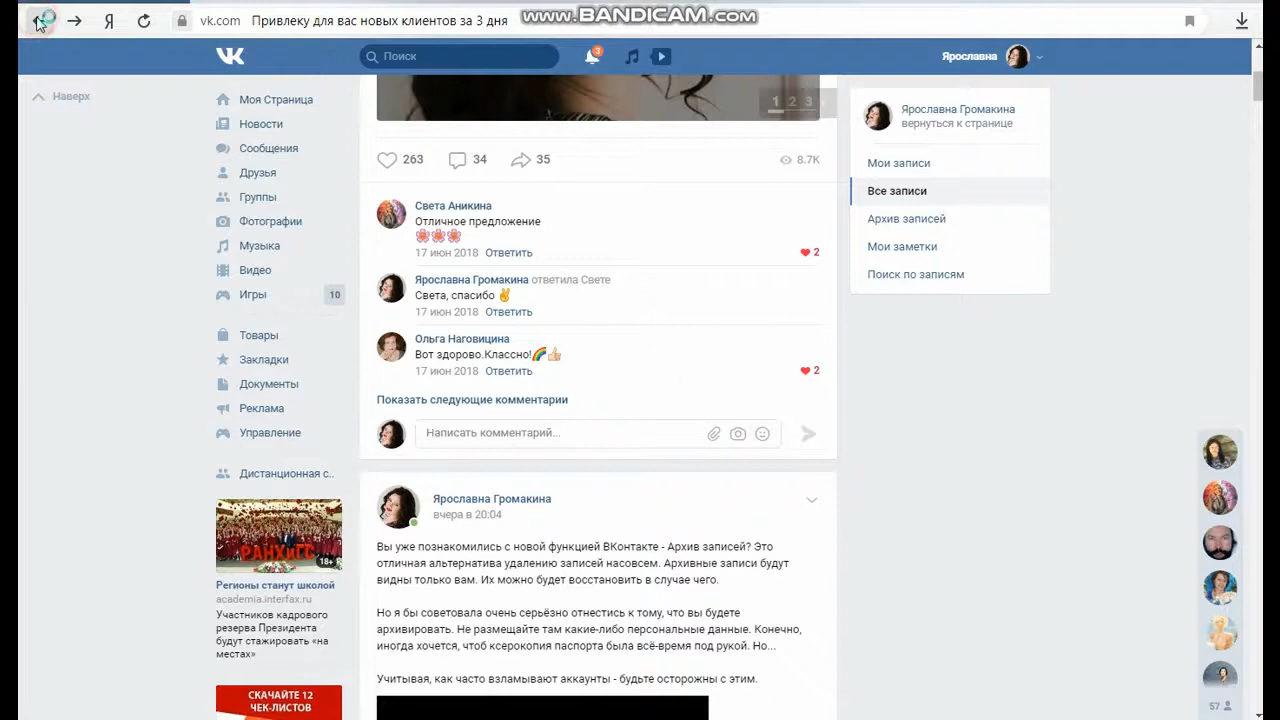 vk.com Привлеку для вас новых клиентов за 3 дня
www.BANDICAM.com
Я
Поиск
3
Ярославна
Наверх
Моя Страница
Новости
Сообщения
Друзья
Группы
Фотографии
Музыка
Видео
Игры 10
Товары
Закладки
Документы
Реклама
Управление
Дистанционная с..
РАНХиГС
18+
Регионы станут школой
academia.interfax.ru
Участников кадрового
резерва Президента
будут стажировать «на
местах»
СКАЧАЙТЕ 12
ЧЕК-ЛИСТОВ
1 2 3
263 34 35 8.7K
Света Аникина
Отличное предложение
17 июн 2018 Ответить 2
Ярославна Громакина ответила Свете
Света, спасибо ✌
17 июн 2018 Ответить
Ольга Наговицина
Вот здорово.Классно!🌈👍
17 июн 2018 Ответить 2
Показать следующие комментарии
Написать комментарий...
Ярославна Громакина
вчера в 20:04
Вы уже познакомились с новой функцией ВКонтакте - Архив записей? Это
отличная альтернатива удалению записей насовсем. Архивные записи будут
видны только вам. Их можно будет восстановить в случае чего.
Но я бы советовала очень серьёзно отнестись к тому, что вы будете
архивировать. Не размещайте там какие-либо персональные данные. Конечно,
иногда хочется, чтоб ксерокопия паспорта была всё-время под рукой. Но...
Учитывая, как часто взламывают аккаунты - будьте осторожны с этим.
Ярославна Громакина
вернуться к странице
Мои записи
Все записи
Архив записей
Мои заметки
Поиск по записям
57